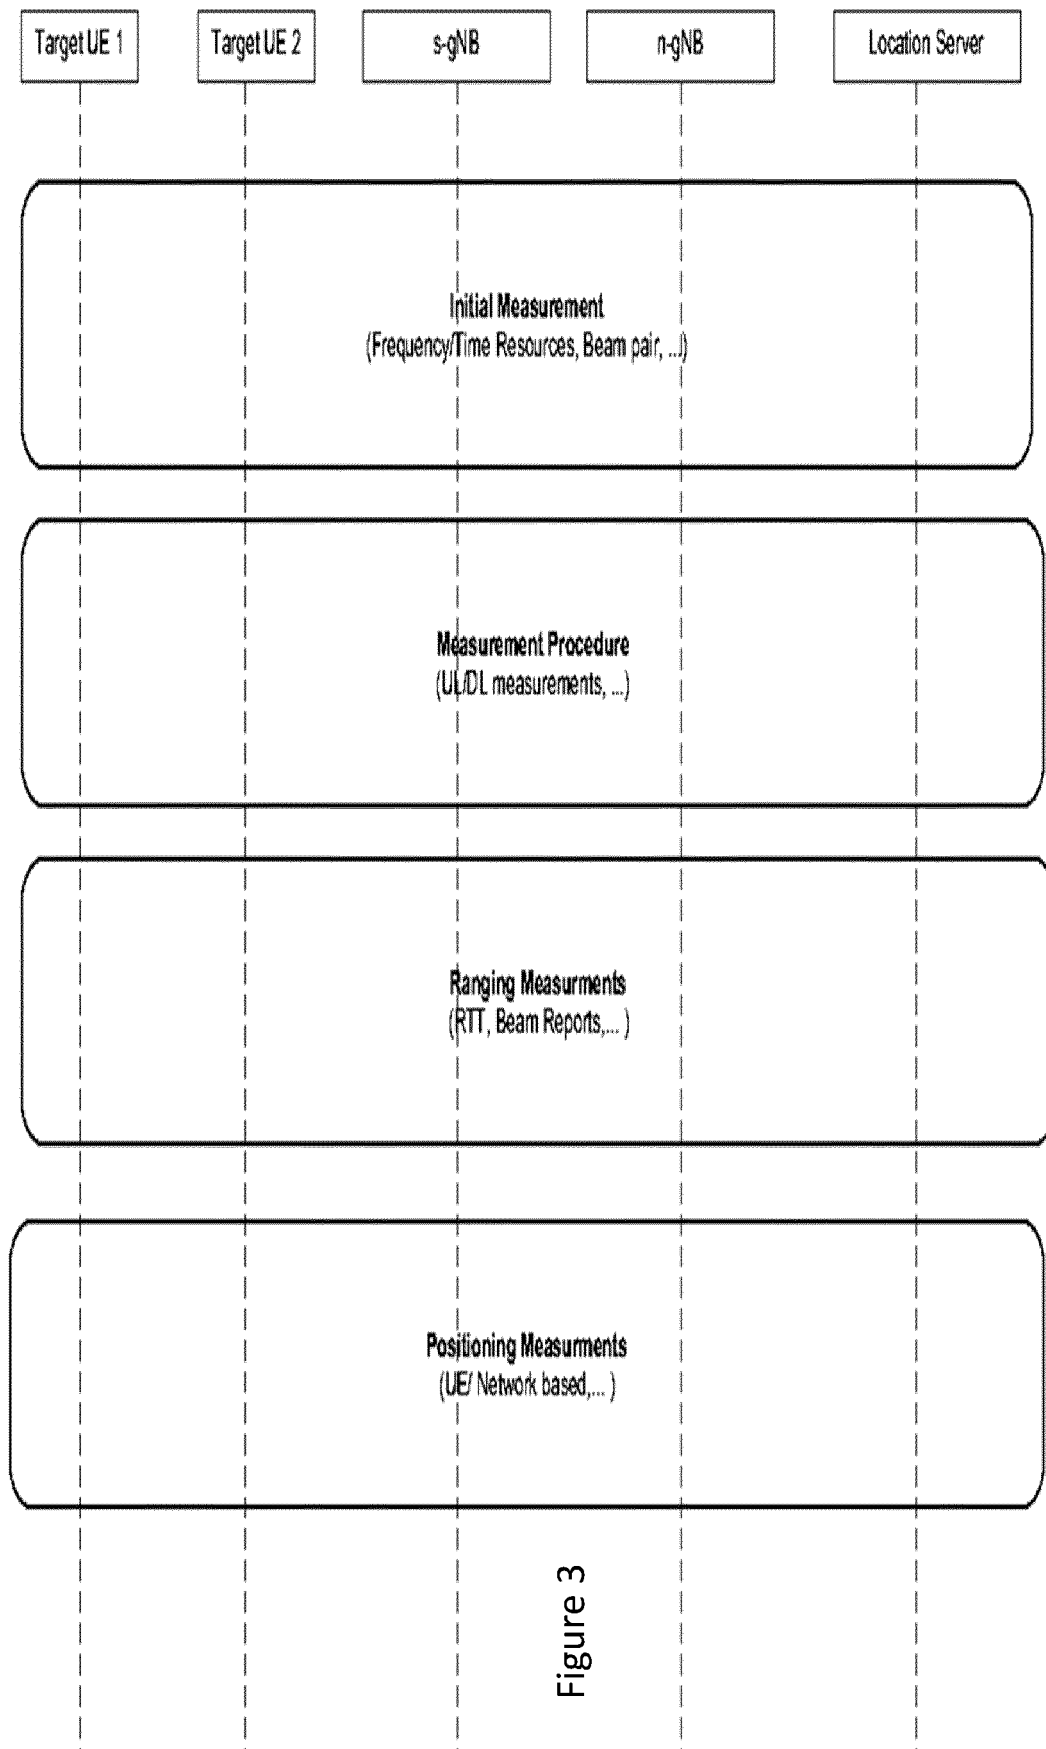 Target UE 1
Target UE 2
s-gNB
n-gNB
Location Server
Initial Measurement
(Frequency/Time Resources, Beam pair, ...)
Measurement Procedure
(UL/DL measurements, ...)
Ranging Measurments
(RTT, Beam Reports,... )
Positioning Measurments
(UE/ Network based,... )
Figure 3